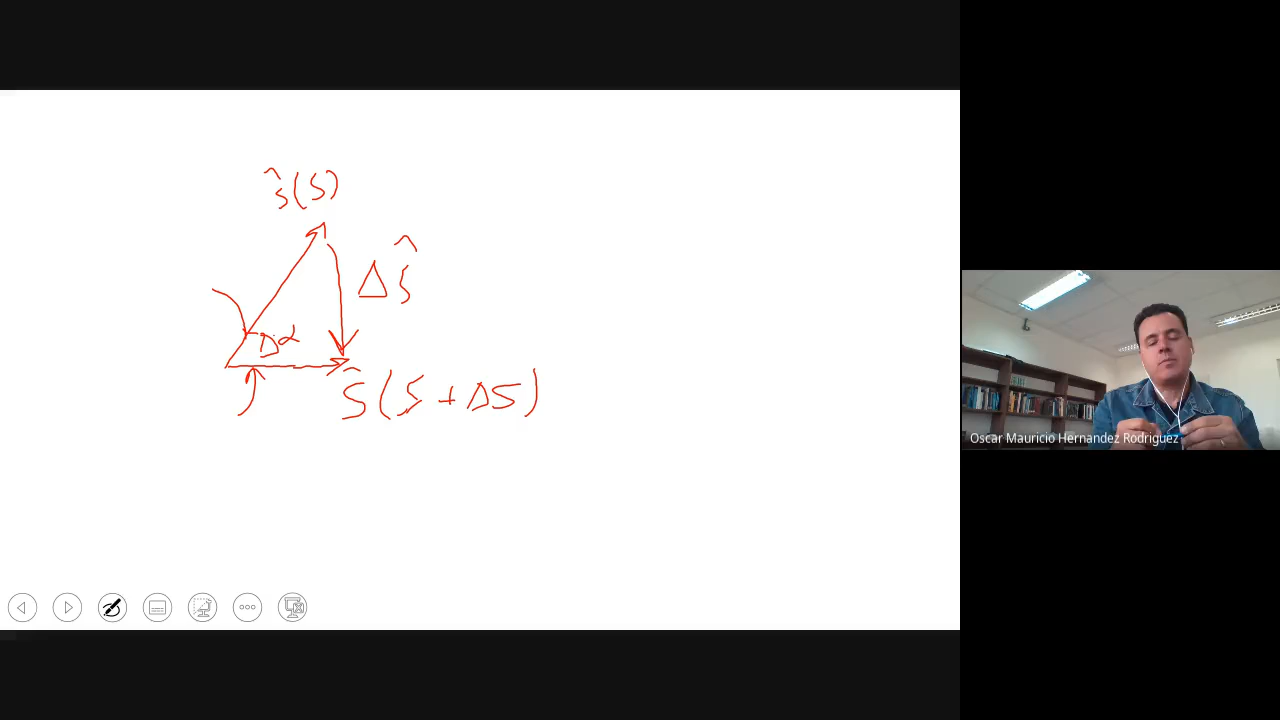 ŝ(s)
Δŝ
Δα
ŝ(s+Δs)
Oscar Mauricio Hernandez Rodriguez